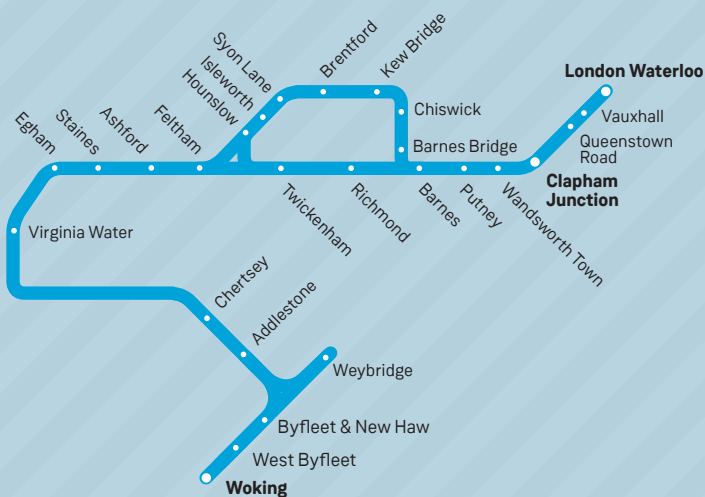 Syon Lane
Isleworth
Hounslow
Brentford
Kew Bridge
London Waterloo
Vauxhall
Queenstown
Road
Clapham
Junction
Chiswick
Barnes Bridge
Egham
Staines
Ashford
Feltham
Twickenham
Richmond
Barnes
Putney
Wandsworth Town
Virginia Water
Chertsey
Addlestone
Weybridge
Byfleet & New Haw
West Byfleet
Woking